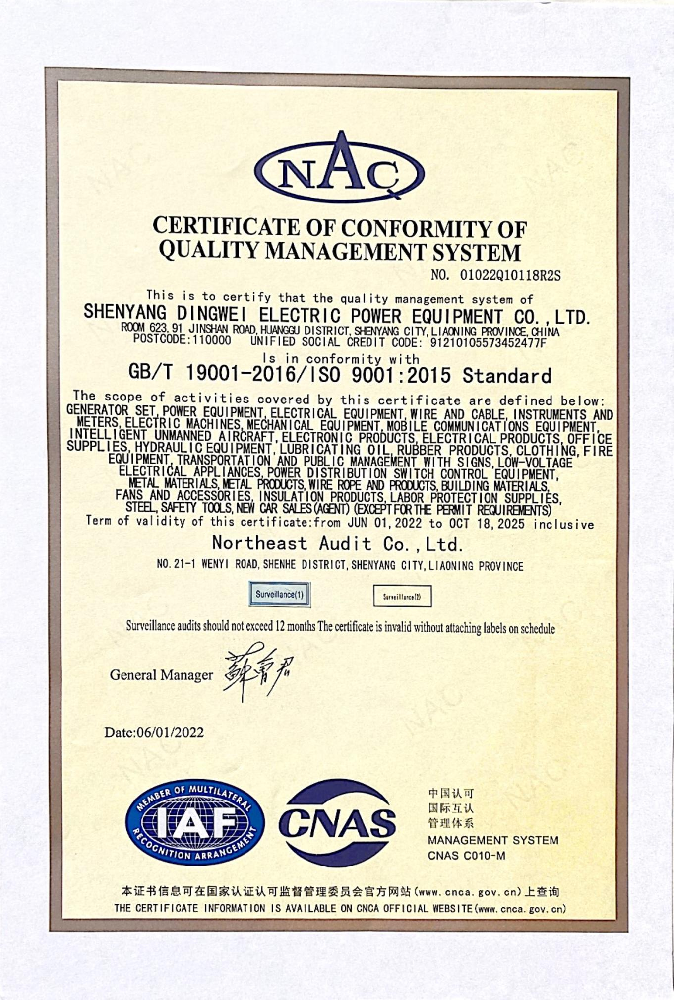 NAC
CERTIFICATE OF CONFORMITY OF
QUALITY MANAGEMENT SYSTEM
NO. 01022Q10118R2S
This is to certify that the quality management system of
SHENYANG DINGWEI ELECTRIC POWER EQUIPMENT CO.,LTD.
ROOM 623, 91 JINSHAN ROAD, HUANGGU DISTRICT, SHENYANG CITY, LIAONING PROVINCE, CHINA
POSTCODE:110000 UNIFIED SOCIAL CREDIT CODE: 91210105573452477F
Is in conformity with
GB/T 19001-2016/ISO 9001:2015 Standard
The scope of activities covered by this certificate are defined below:
GENERATOR SET, POWER EQUIPMENT, ELECTRICAL EQUIPMENT, WIRE AND CABLE, INSTRUMENTS AND
METERS, ELECTRIC MACHINES, MECHANICAL EQUIPMENT, MOBILE COMMUNICATIONS EQUIPMENT,
INTELLIGENT UNMANNED AIRCRAFT, ELECTRONIC PRODUCTS, ELECTRICAL PRODUCTS, OFFICE
SUPPLIES, HYDRAULIC EQUIPMENT, LUBRICATING OIL, RUBBER PRODUCTS, CLOTHING, FIRE
EQUIPMENT, TRANSPORTATION AND PUBLIC MANAGEMENT WITH SIGNS, LOW-VOLTAGE
ELECTRICAL APPLIANCES, POWER DISTRIBUTION SWITCH CONTROL EQUIPMENT,
METAL MATERIALS, METAL PRODUCTS, WIRE ROPE AND PRODUCTS, BUILDING MATERIALS,
FANS AND ACCESSORIES, INSULATION PRODUCTS, LABOR PROTECTION SUPPLIES,
STEEL, SAFETY TOOLS, NEW CAR SALES(AGENT) (EXCEPT FOR THE PERMIT REQUIREMENTS)
Term of validity of this certificate:from JUN 01, 2022 to OCT 18, 2025 inclusive
Northeast Audit Co.,Ltd.
NO.21-1 WENYI ROAD, SHENHE DISTRICT, SHENYANG CITY, LIAONING PROVINCE
Surveillance(1) Surveillance(2)
Surveillance audits should not exceed 12 months The certificate is invalid without attaching labels on schedule
General Manager
Date:06/01/2022
MEMBER OF MULTILATERAL
IAF
RECOGNITION ARRANGEMENT
CNAS
中国认可
国际互认
管理体系
MANAGEMENT SYSTEM
CNAS C010-M
本证书信息可在国家认证认可监督管理委员会官方网站(www.cnca.gov.cn)上查询
THE CERTIFICATE INFORMATION IS AVAILABLE ON CNCA OFFICIAL WEBSITE(www.cnca.gov.cn)